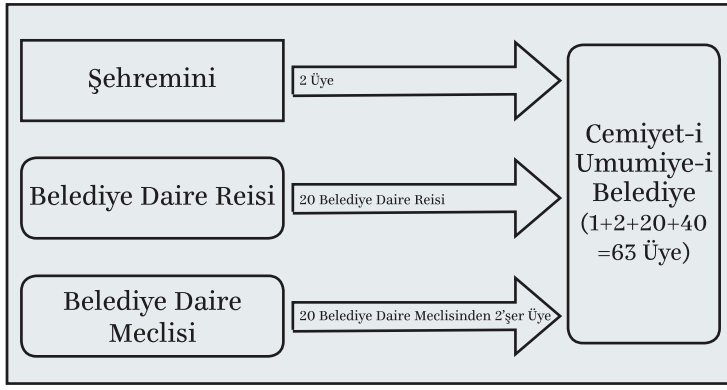 Şehremini
2 Üye
Belediye Daire Reisi
20 Belediye Daire Reisi
Belediye Daire
Meclisi
20 Belediye Daire Meclisinden 2'şer Üye
Cemiyet-i
Umumiye-i
Belediye
(1+2+20+40
=63 Üye)